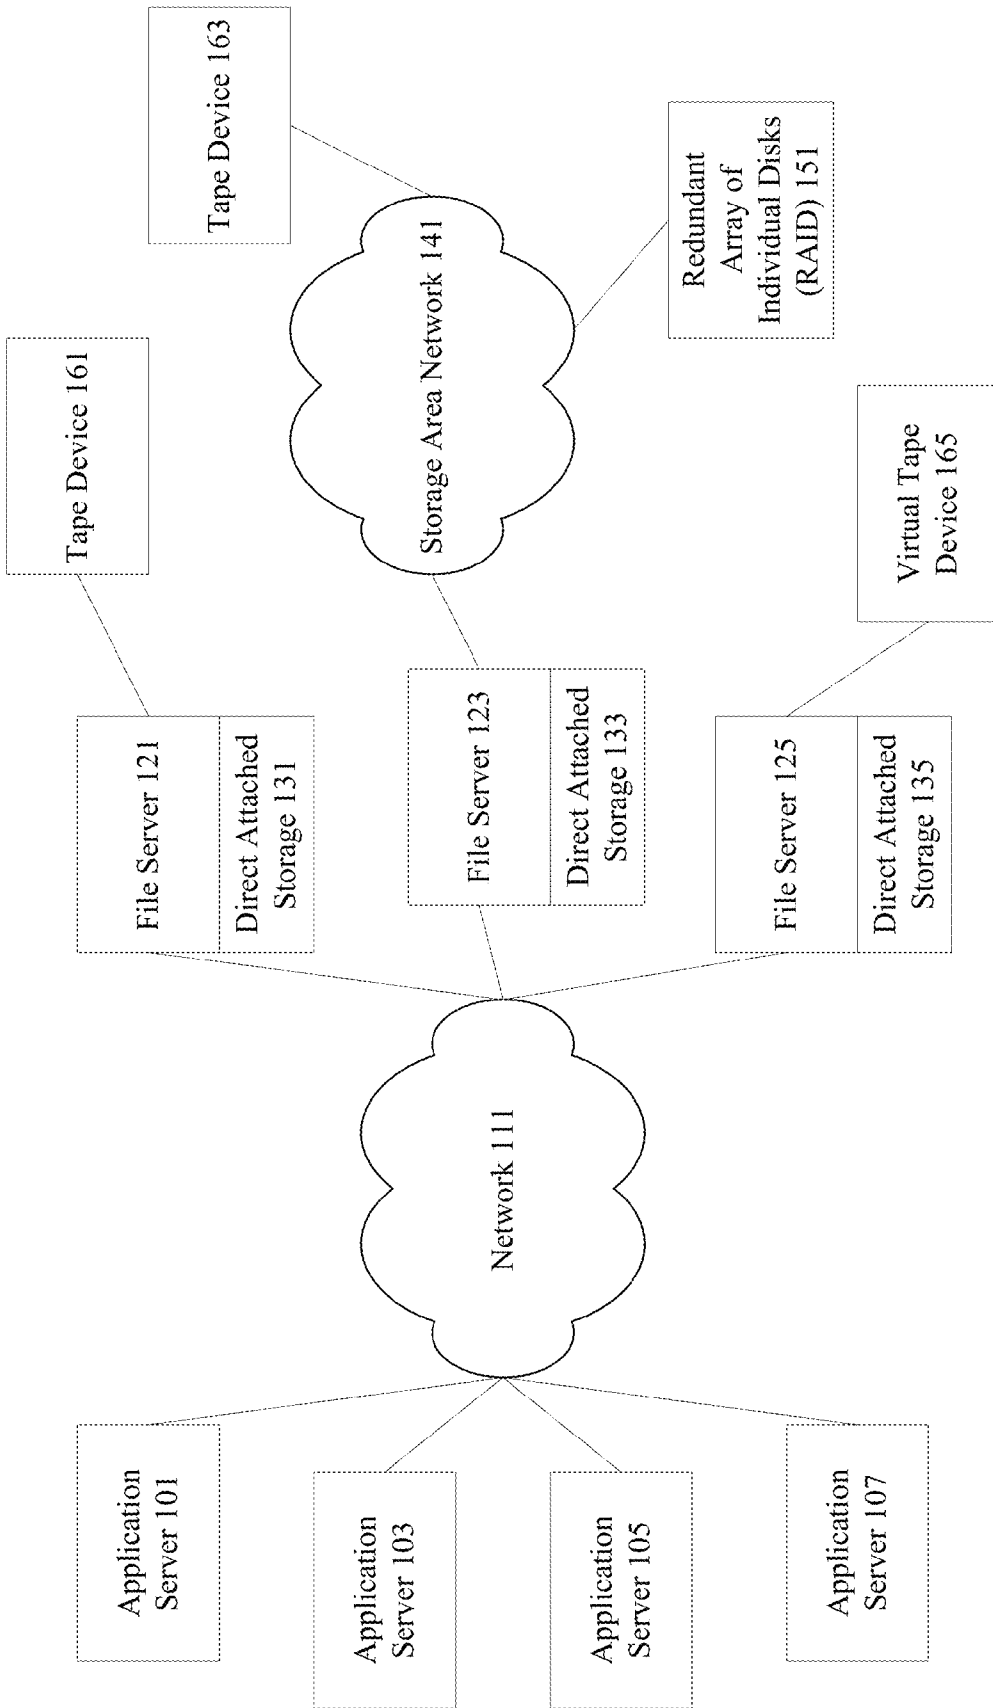 Application
Server 101
Application
Server 103
Application
Server 105
Application
Server 107
Network 111
File Server 121
Direct Attached
Storage 131
File Server 123
Direct Attached
Storage 133
File Server 125
Direct Attached
Storage 135
Tape Device 161
Storage Area Network 141
Virtual Tape
Device 165
Tape Device 163
Redundant
Array of
Individual Disks
(RAID) 151